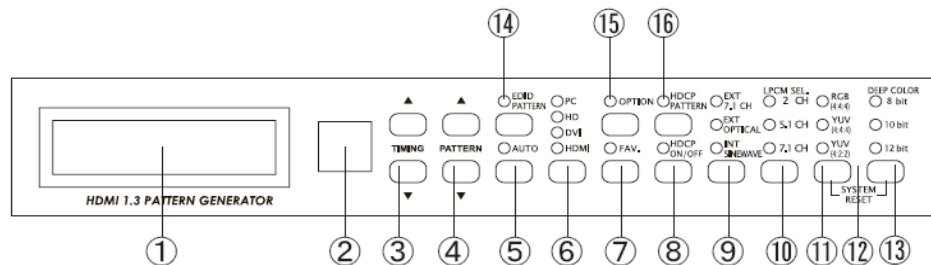 ⑭ ⑮ ⑯
▲ ▲
EDID PATTERN
PC
HD
DVI
HDMI
AUTO
OPTION
FAV.
HDCP PATTERN
HDCP ON/OFF
EXT 7.1 CH
EXT OPTICAL
INT SINEWAVE
LPCM SEL.
2 CH
5.1 CH
7.1 CH
RGB (4:4:4)
YUV (4:4:4)
YUV (4:2:2)
DEEP COLOR
8 bit
10 bit
12 bit
TIMING PATTERN
▼ ▼
SYSTEM RESET
HDMI 1.3 PATTERN GENERATOR
① ② ③ ④ ⑤ ⑥ ⑦ ⑧ ⑨ ⑩ ⑪ ⑫ ⑬